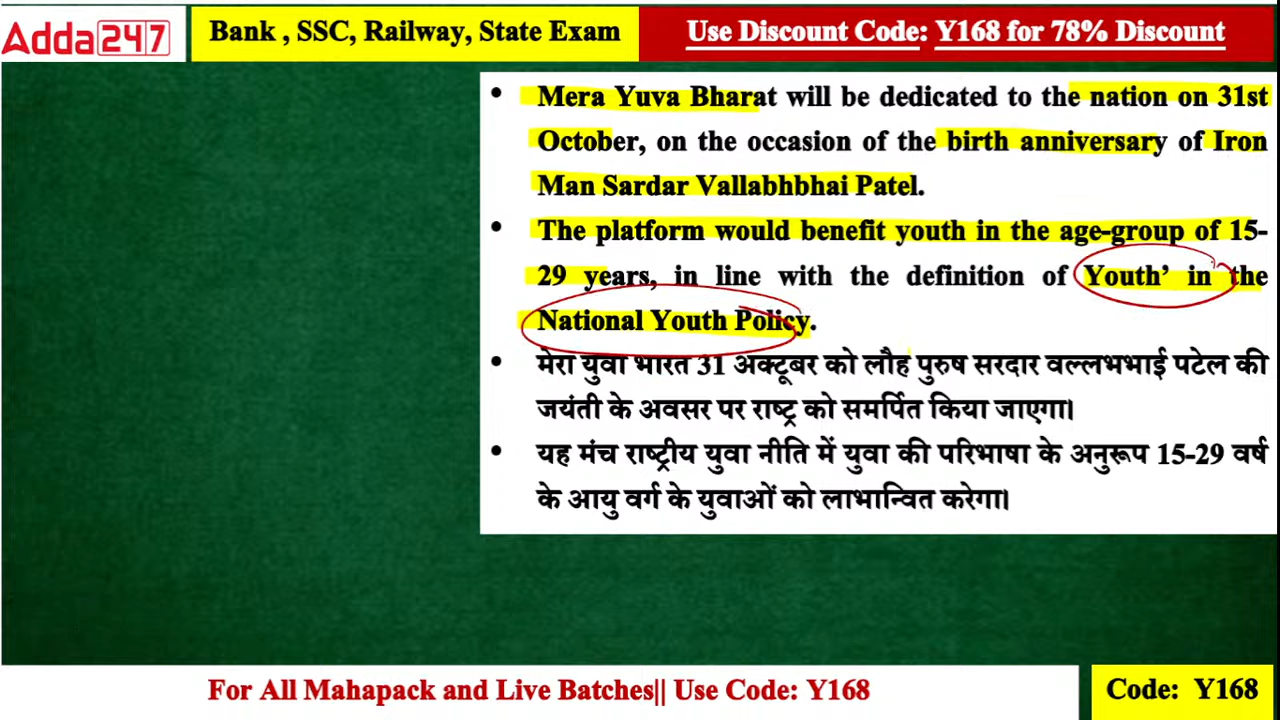 Adda247
Bank , SSC, Railway, State Exam
Use Discount Code: Y168 for 78% Discount
• Mera Yuva Bharat will be dedicated to the nation on 31st
October, on the occasion of the birth anniversary of Iron
Man Sardar Vallabhbhai Patel.
• The platform would benefit youth in the age-group of 15-
29 years, in line with the definition of Youth’ in the
National Youth Policy.
• मेरा युवा भारत 31 अक्टूबर को लौह पुरुष सरदार वल्लभभाई पटेल की
जयंती के अवसर पर राष्ट्र को समर्पित किया जाएगा।
• यह मंच राष्ट्रीय युवा नीति में युवा की परिभाषा के अनुरूप 15-29 वर्ष
के आयु वर्ग के युवाओं को लाभान्वित करेगा।
For All Mahapack and Live Batches|| Use Code: Y168
Code: Y168